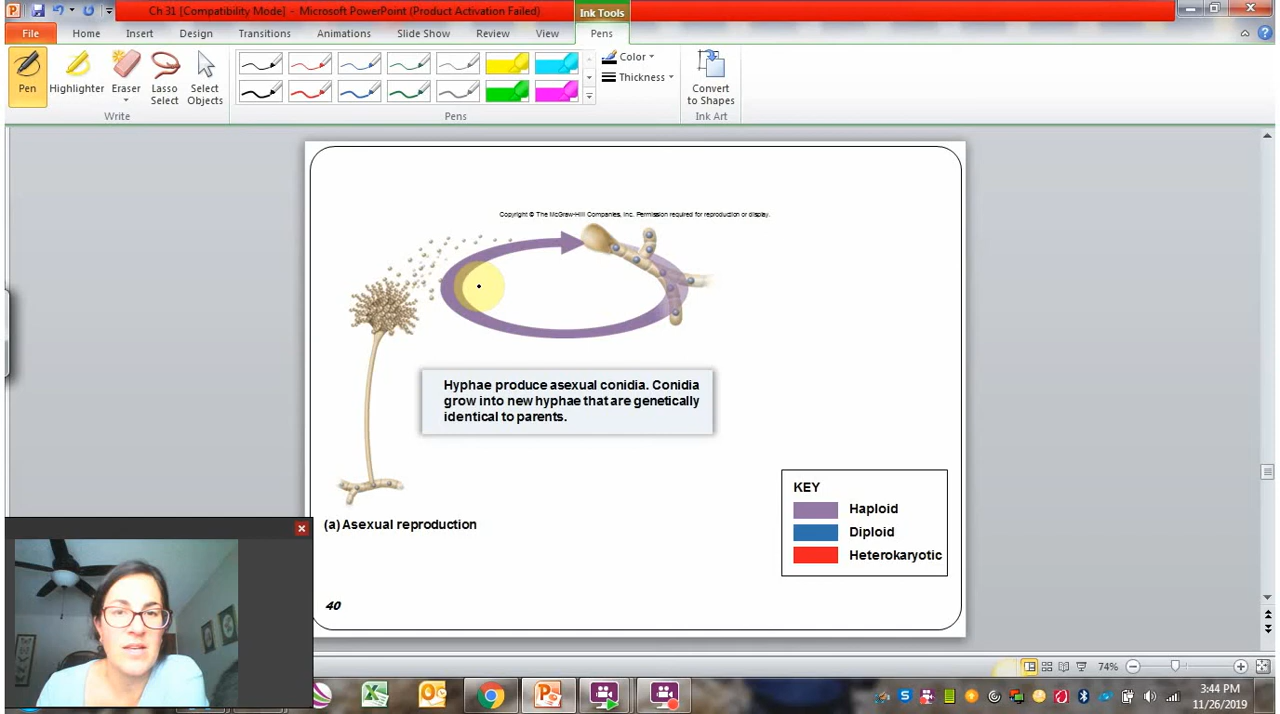 Ch 31 [Compatibility Mode] - Microsoft PowerPoint (Product Activation Failed)
Ink Tools
File
Home
Insert
Design
Transitions
Animations
Slide Show
Review
View
Pens
Pen
Highlighter
Eraser
Lasso
Select
Select
Objects
Color
Thickness
Convert
to Shapes
Write
Pens
Ink Art
Copyright © The McGraw-Hill Companies, Inc. Permission required for reproduction or display.
Hyphae produce asexual conidia. Conidia
grow into new hyphae that are genetically
identical to parents.
KEY
Haploid
Diploid
Heterokaryotic
(a) Asexual reproduction
40
74%
3:44 PM
11/26/2019